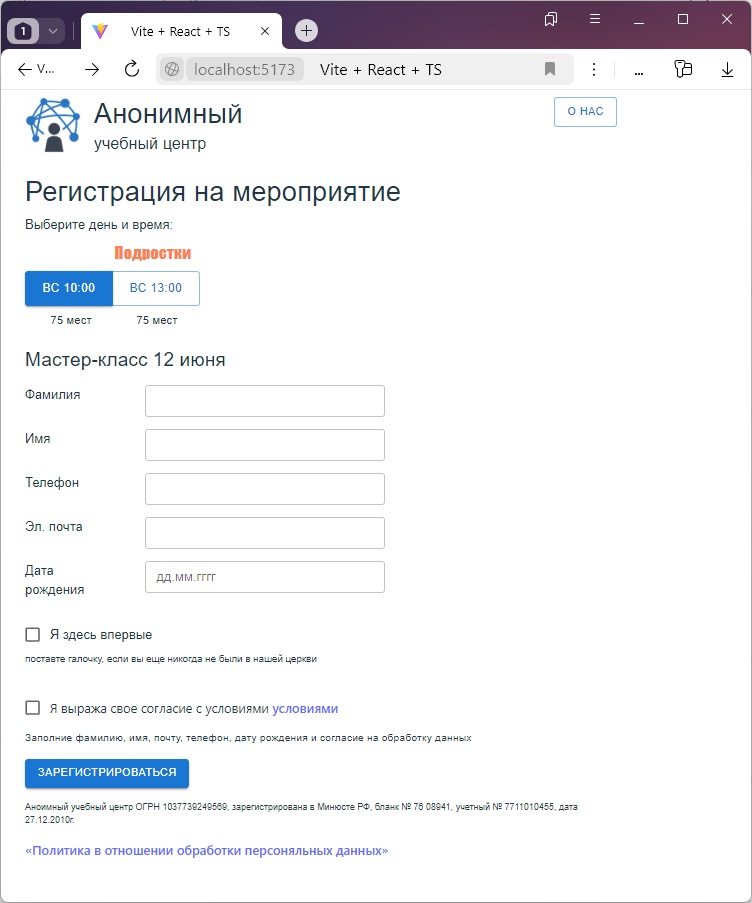 1
Vite + React + TS
V...
localhost:5173 Vite + React + TS
Анонимный
учебный центр
О НАС
Регистрация на мероприятие
Выберите день и время:
Подростки
ВС 10:00 ВС 13:00
75 мест 75 мест
Мастер-класс 12 июня
Фамилия
Имя
Телефон
Эл. почта
Дата
рождения
дд.мм.гггг
Я здесь впервые
поставте галочку, если вы еще никогда не были в нашей церкви
Я выража свое согласие с условиями условиями
Заполние фамилию, имя, почту, телефон, дату рождения и согласие на обработку данных
ЗАРЕГИСТРИРОВАТЬСЯ
Аноимный учебный центр ОГРН 1037739249569, зарегистрирована в Минюсте РФ, бланк № 76 08941, учетный № 7711010455, дата
27.12.2010г.
«Политика в отношении обработки персоняльных данных»